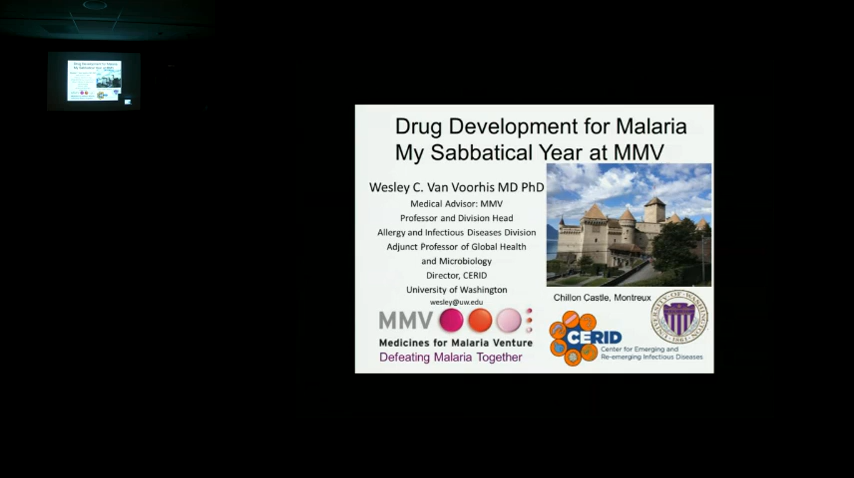 Drug Development for Malaria
My Sabbatical Year at MMV
Wesley C. Van Voorhis MD PhD
Medical Advisor: MMV
Professor and Division Head
Allergy and Infectious Diseases Division
Adjunct Professor of Global Health
and Microbiology
Director, CERID
University of Washington
wesley@uw.edu
Chillon Castle, Montreux
MMV
Medicines for Malaria Venture
Defeating Malaria Together
CERID
Center for Emerging and
Re-emerging Infectious Diseases